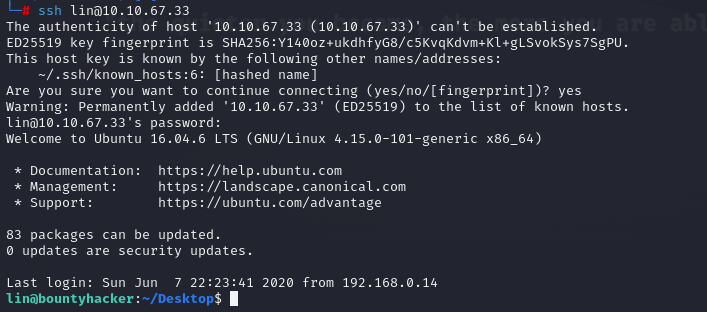 └─# ssh lin@10.10.67.33
The authenticity of host '10.10.67.33 (10.10.67.33)' can't be established.
ED25519 key fingerprint is SHA256:Y140oz+ukdhfyG8/c5KvqKdvm+Kl+gLSvokSys7SgPU.
This host key is known by the following other names/addresses:
    ~/.ssh/known_hosts:6: [hashed name]
Are you sure you want to continue connecting (yes/no/[fingerprint])? yes
Warning: Permanently added '10.10.67.33' (ED25519) to the list of known hosts.
lin@10.10.67.33's password:
Welcome to Ubuntu 16.04.6 LTS (GNU/Linux 4.15.0-101-generic x86_64)

 * Documentation:  https://help.ubuntu.com
 * Management:     https://landscape.canonical.com
 * Support:        https://ubuntu.com/advantage

83 packages can be updated.
0 updates are security updates.

Last login: Sun Jun  7 22:23:41 2020 from 192.168.0.14
lin@bountyhacker:~/Desktop$